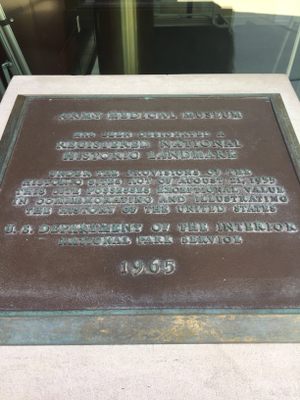 ARMY MEDICAL MUSEUM
HAS BEEN DESIGNATED A
REGISTERED NATIONAL
HISTORIC LANDMARK
UNDER THE PROVISIONS OF THE
HISTORIC SITES ACT OF AUGUST 21, 1935
THIS SITE POSSESSES EXCEPTIONAL VALUE
IN COMMEMORATING AND ILLUSTRATING
THE HISTORY OF THE UNITED STATES
U. S. DEPARTMENT OF THE INTERIOR
NATIONAL PARK SERVICE
1965